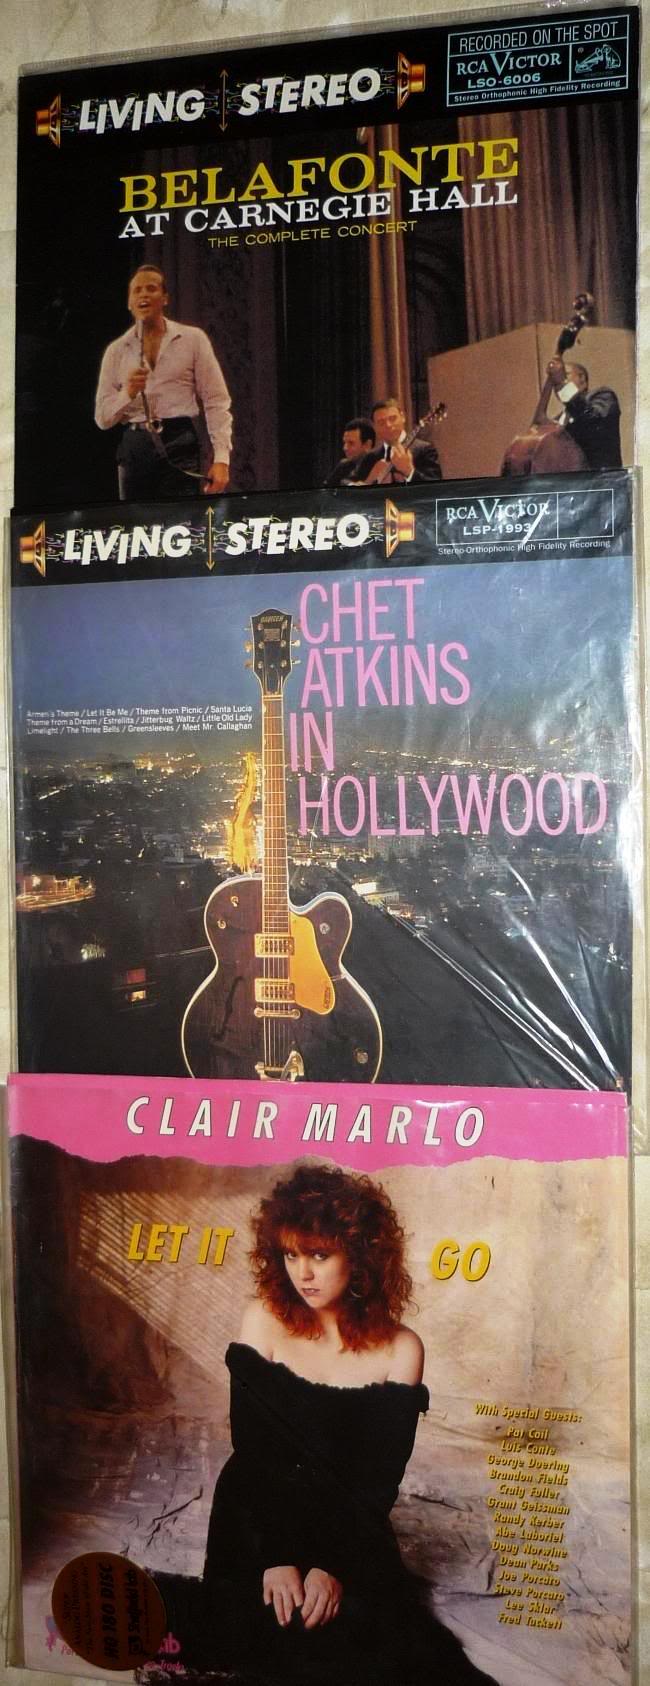 LIVING STEREO
RECORDED ON THE SPOT
RCA VICTOR
LSO-6006
Stereo Orthophonic High Fidelity Recording
BELAFONTE
AT CARNEGIE HALL
THE COMPLETE CONCERT
LIVING STEREO
RCA VICTOR
LSP-1993
Stereo-Orthophonic High Fidelity Recording
CHET
ATKINS
IN
HOLLYWOOD
Armen's Theme / Let It Be Me / Theme from Picnic / Santa Lucia
Theme from a Dream / Estrellita / Jitterbug Waltz / Little Old Lady
Limelight / The Three Bells / Greensleeves / Meet Mr. Callaghan
CLAIR MARLO
LET IT GO
With Special Guests:
Pat Coil
Luis Conte
George Doering
Brandon Fields
Craig Fuller
Grant Geissman
Randy Kerber
Abe Laboriel
Doug Norwine
Dean Parks
Joe Porcaro
Steve Porcaro
Lee Sklar
Fred Tackett
HQ 180 DISC
Sheffield Lab